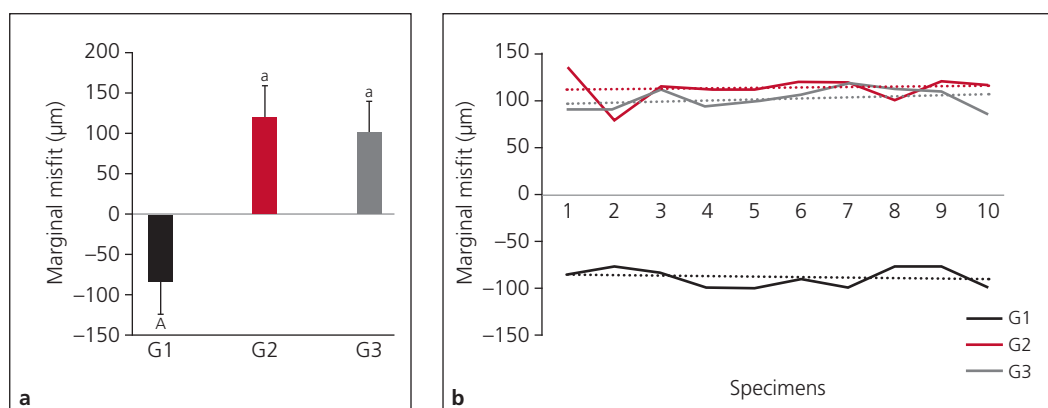 Marginal misfit (µm)
200
150
100
50
0
−50
−100
−150
a
a
A
G1 G2 G3
a
Marginal misfit (µm)
150
100
50
0
−50
−100
−150
1 2 3 4 5 6 7 8 9 10
G1
G2
G3
Specimens
b